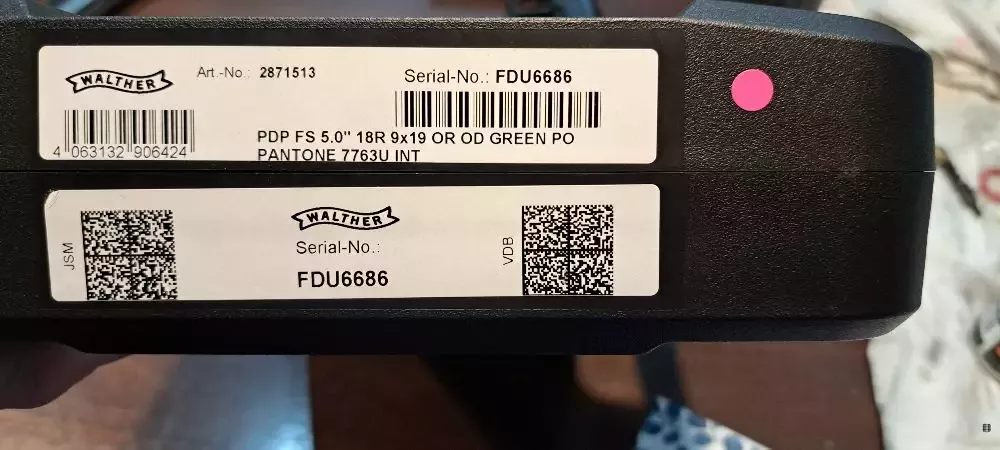 WALTHER
Art.-No.: 2871513
Serial-No.: FDU6686
4 063132 906424
PDP FS 5.0'' 18R 9x19 OR OD GREEN PO
PANTONE 7763U INT
JSM
WALTHER
Serial-No.:
FDU6686
VDB